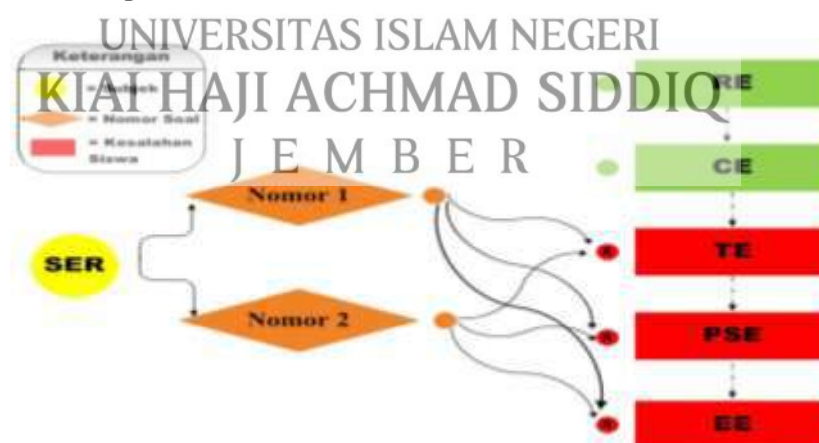 UNIVERSITAS ISLAM NEGERI
KIAI HAJI ACHMAD SIDDIQ
J E M B E R
Keterangan
= Subjek
= Nomor Soal
= Kesalahan
Siswa
SER
Nomor 1
Nomor 2
RE
CE
TE
PSE
EE